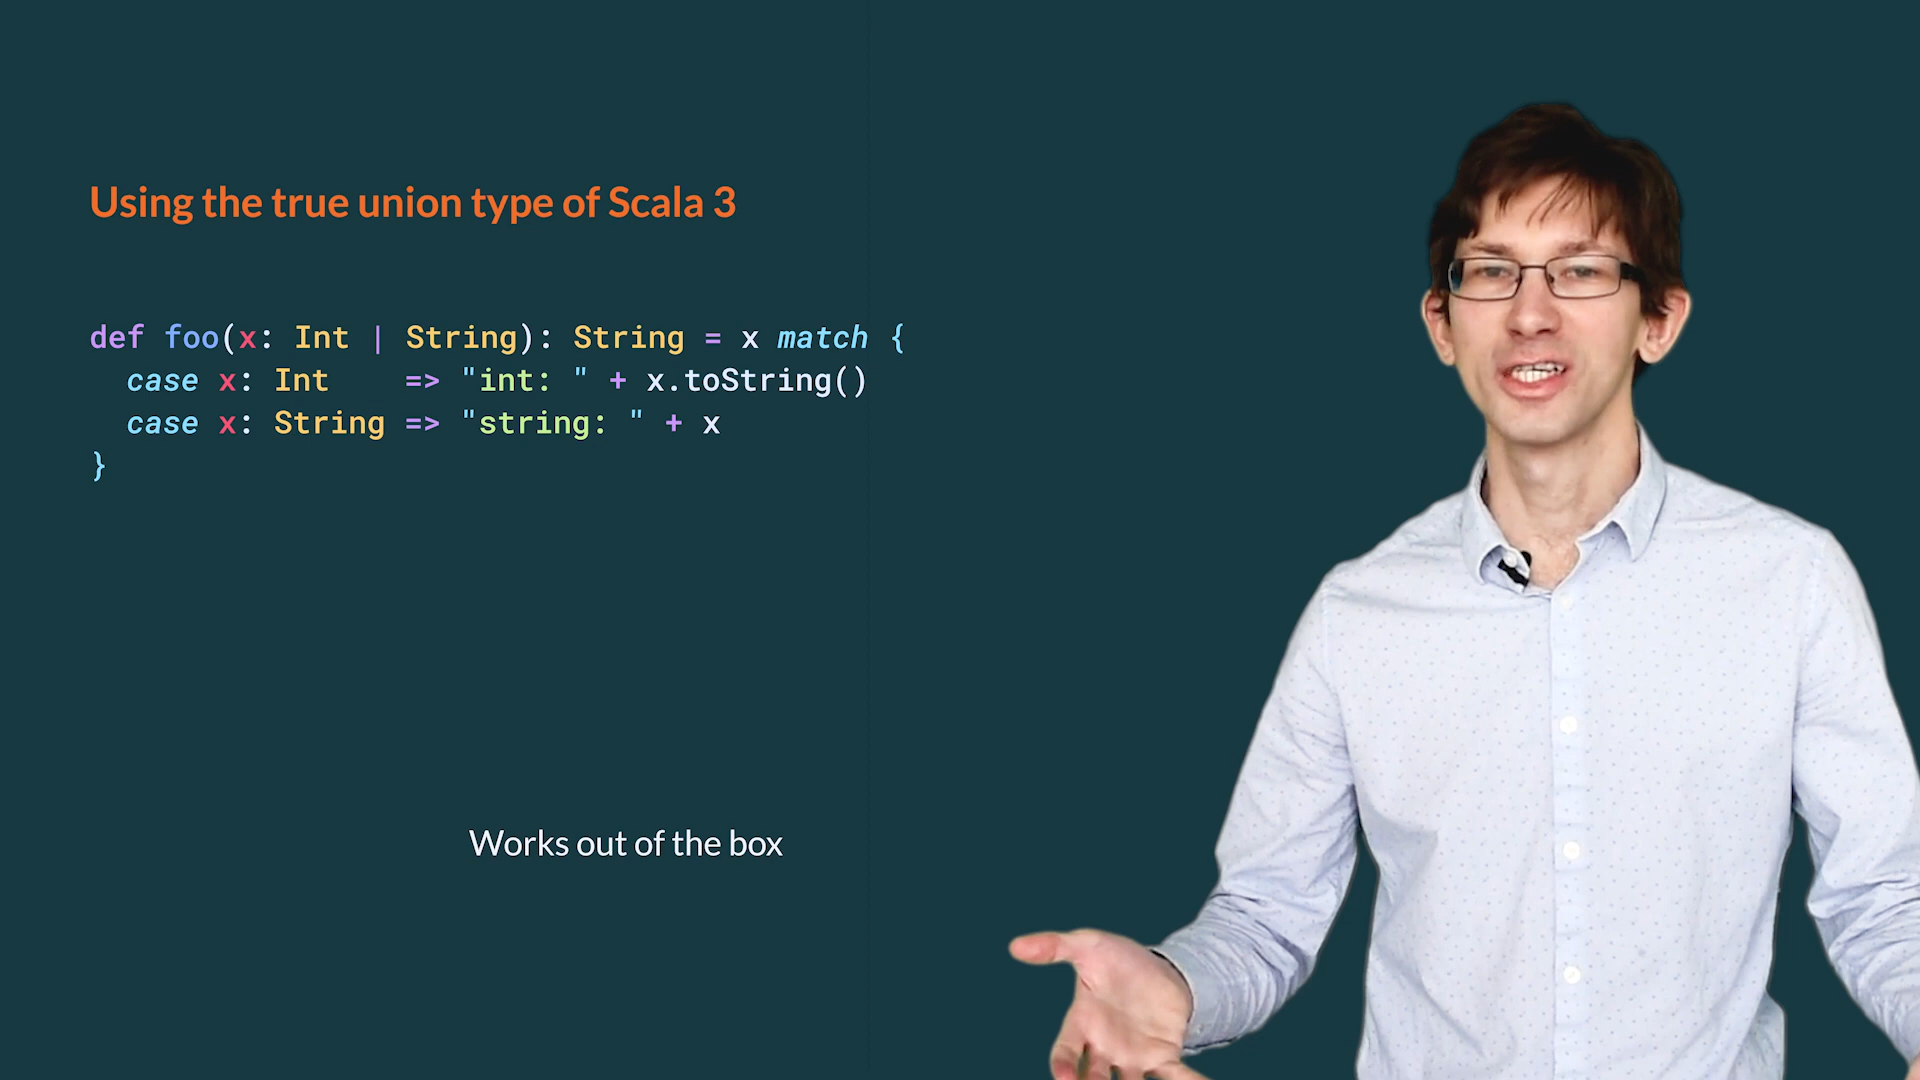 Using the true union type of Scala 3
def foo(x: Int | String): String = x match {
  case x: Int    => "int: " + x.toString()
  case x: String => "string: " + x
}
Works out of the box